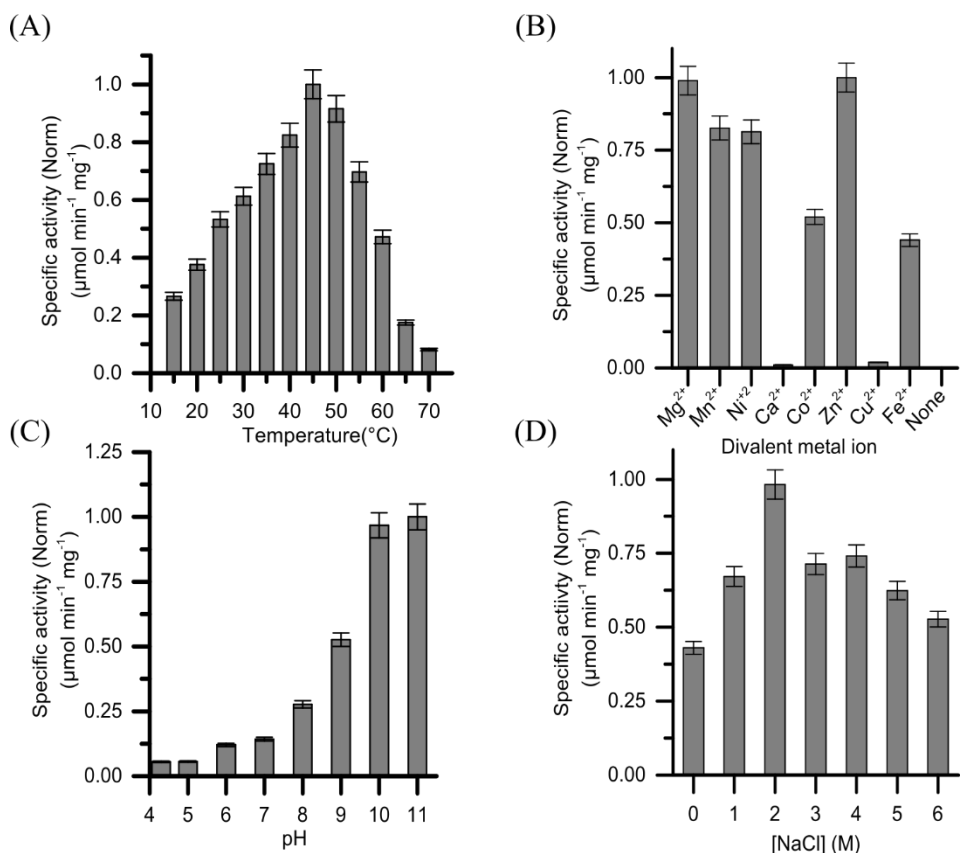 (A)
Specific activity (Norm)
(µmol min⁻¹ mg⁻¹)
1.0
0.8
0.6
0.4
0.2
0.0
10 20 30 40 50 60 70
Temperature(°C)
(B)
Specific activity (Norm)
(µmol min⁻¹ mg⁻¹)
1.00
0.75
0.50
0.25
0.00
Mg²⁺ Mn²⁺ Ni⁺² Ca²⁺ Co²⁺ Zn²⁺ Cu²⁺ Fe²⁺ None
Divalent metal ion
(C)
Specific activity (Norm)
(µmol min⁻¹ mg⁻¹)
1.25
1.00
0.75
0.50
0.25
0.00
4 5 6 7 8 9 10 11
pH
(D)
Specific actiivty (Norm)
(µmol min⁻¹ mg⁻¹)
1.00
0.75
0.50
0.25
0.00
0 1 2 3 4 5 6
[NaCl] (M)